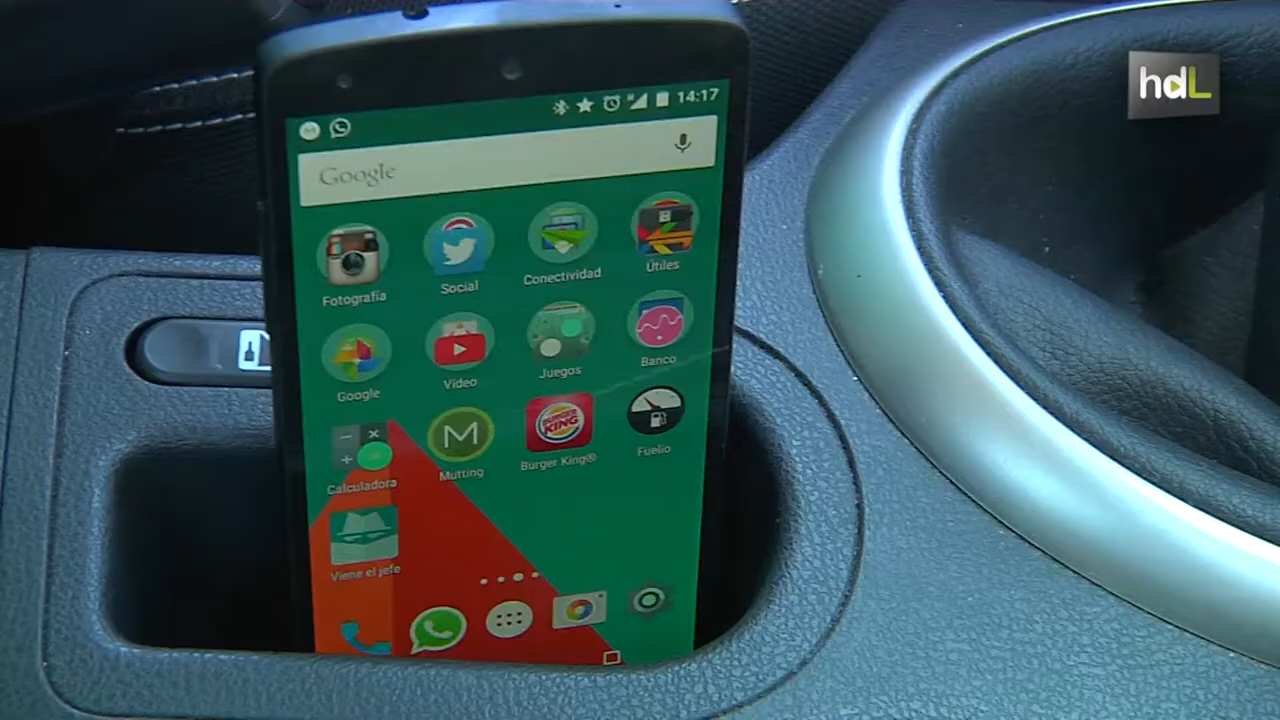 hdL
14:17
Google
Fotografía
Social
Conectividad
Útiles
Google
Vídeo
Juegos
Banco
Calculadora
Mutting
BURGER KING
Burger King®
Fuelio
Viene el jefe